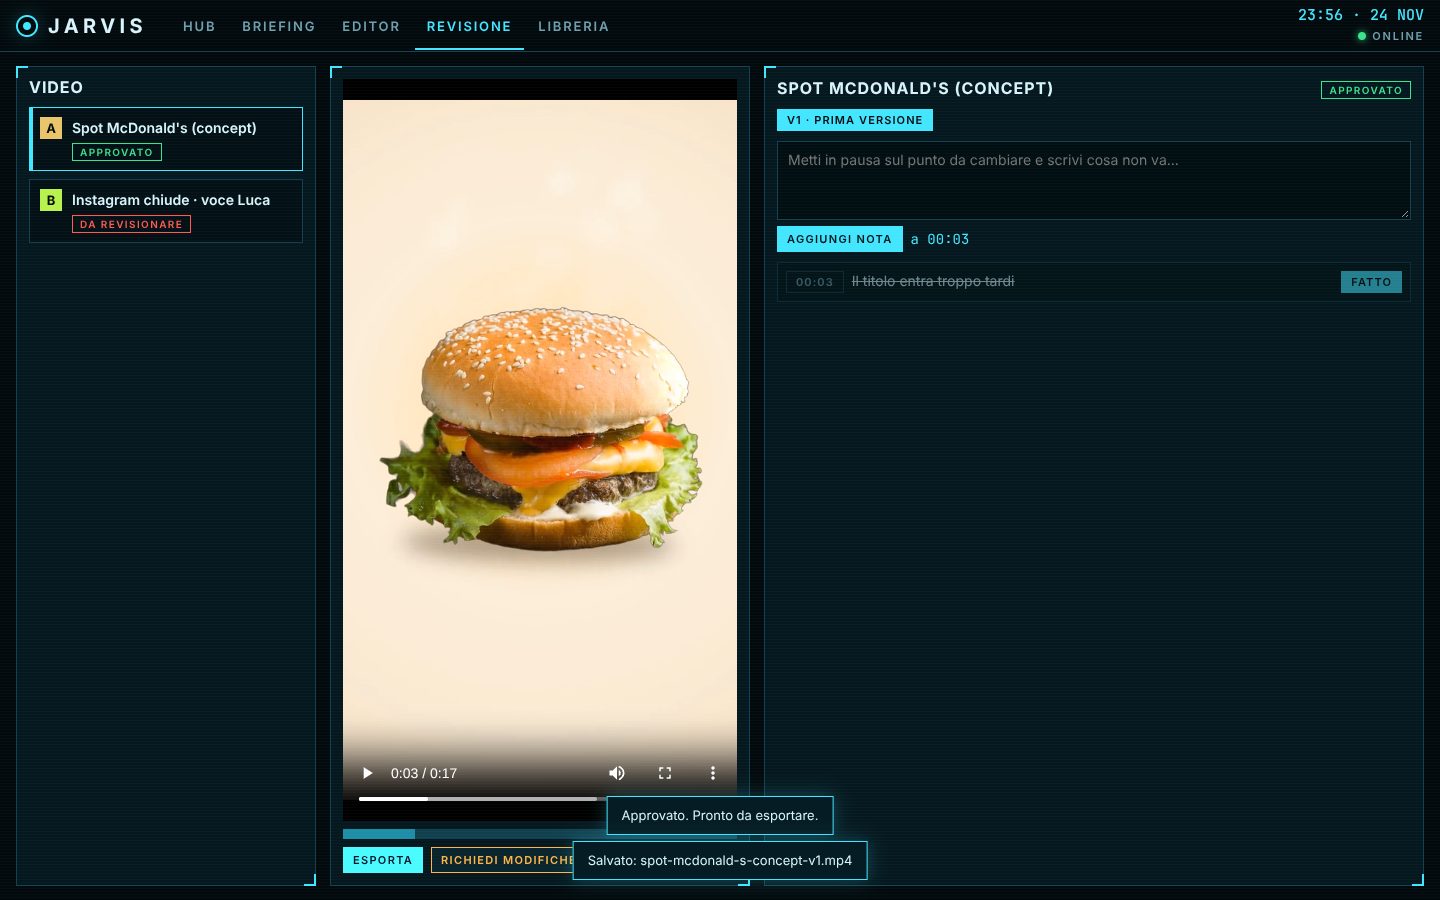 JARVIS
HUB
BRIEFING
EDITOR
REVISIONE
LIBRERIA
23:56 · 24 NOV
ONLINE
VIDEO
A
Spot McDonald's (concept)
APPROVATO
B
Instagram chiude · voce Luca
DA REVISIONARE
0:03 / 0:17
ESPORTA
RICHIEDI MODIFICHE
SPOT MCDONALD'S (CONCEPT)
APPROVATO
V1 · PRIMA VERSIONE
Metti in pausa sul punto da cambiare e scrivi cosa non va...
AGGIUNGI NOTA
a 00:03
00:03
Il titolo entra troppo tardi
FATTO
Approvato. Pronto da esportare.
Salvato: spot-mcdonald-s-concept-v1.mp4